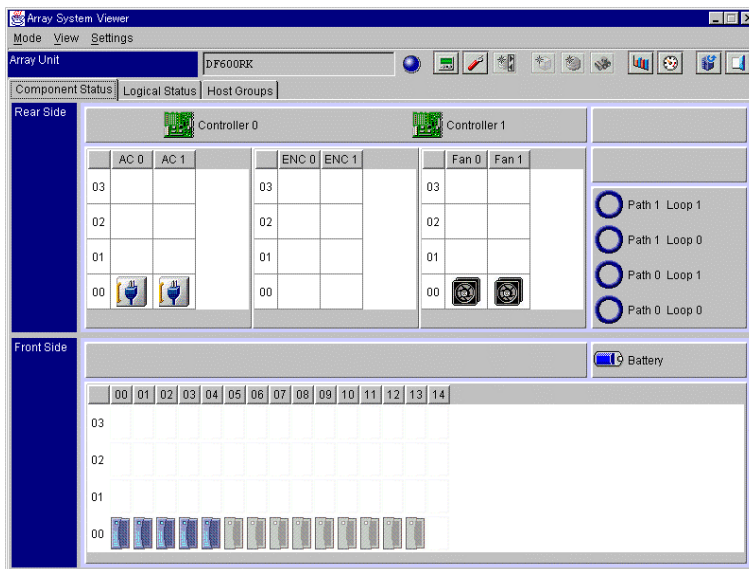 Array System Viewer
Mode View Settings
Array Unit
DF600RK
Component Status Logical Status Host Groups
Rear Side
Controller 0 Controller 1
AC 0 AC 1 ENC 0 ENC 1 Fan 0 Fan 1
03 03 03
Path 1 Loop 1
02 02 02
Path 1 Loop 0
01 01 01
Path 0 Loop 1
00 00 00
Path 0 Loop 0
Front Side
Battery
00 01 02 03 04 05 06 07 08 09 10 11 12 13 14
03
02
01
00